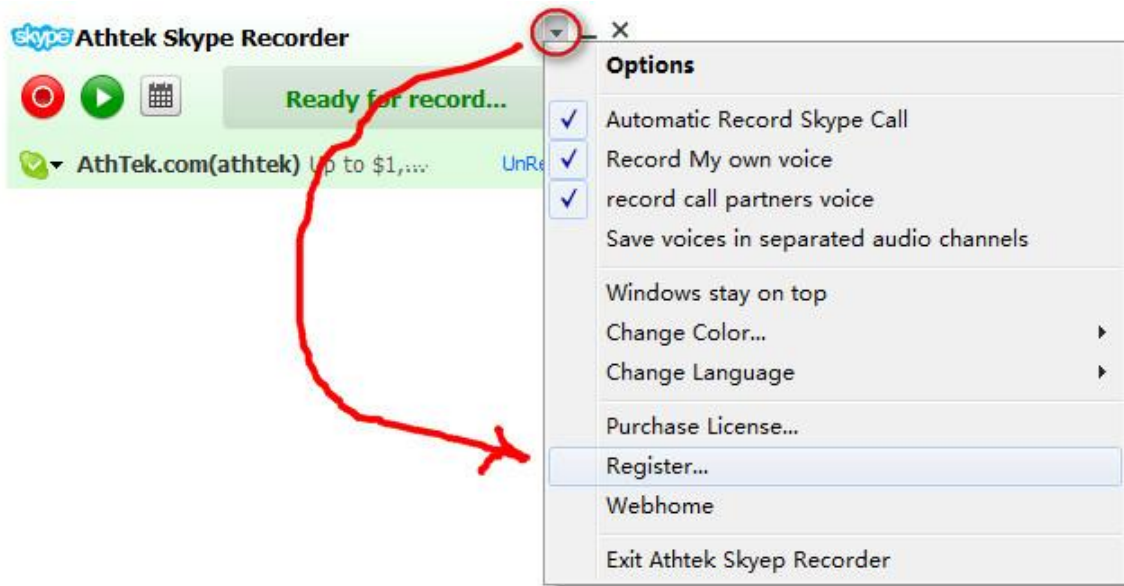 skype Athtek Skype Recorder
Ready for record...
AthTek.com(athtek) Up to $1,...
UnRe
Options
Automatic Record Skype Call
Record My own voice
record call partners voice
Save voices in separated audio channels
Windows stay on top
Change Color...
Change Language
Purchase License...
Register...
Webhome
Exit Athtek Skyep Recorder